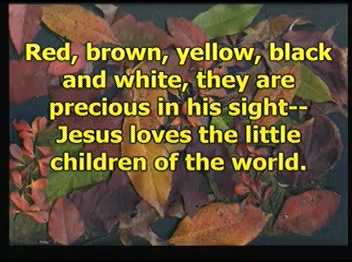 Red, brown, yellow, black
and white, they are
precious in his sight--
Jesus loves the little
children of the world.